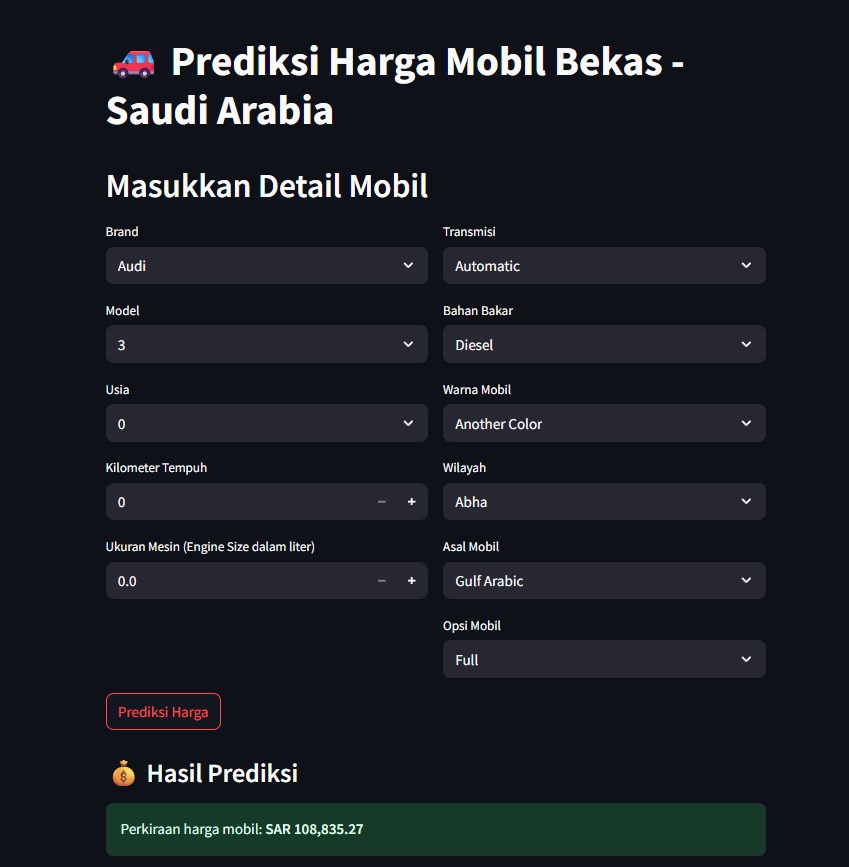 Prediksi Harga Mobil Bekas -
Saudi Arabia
Masukkan Detail Mobil
Brand
Audi
Model
3
Usia
0
Kilometer Tempuh
0
Ukuran Mesin (Engine Size dalam liter)
0.0
Transmisi
Automatic
Bahan Bakar
Diesel
Warna Mobil
Another Color
Wilayah
Abha
Asal Mobil
Gulf Arabic
Opsi Mobil
Full
Prediksi Harga
Hasil Prediksi
Perkiraan harga mobil: SAR 108,835.27